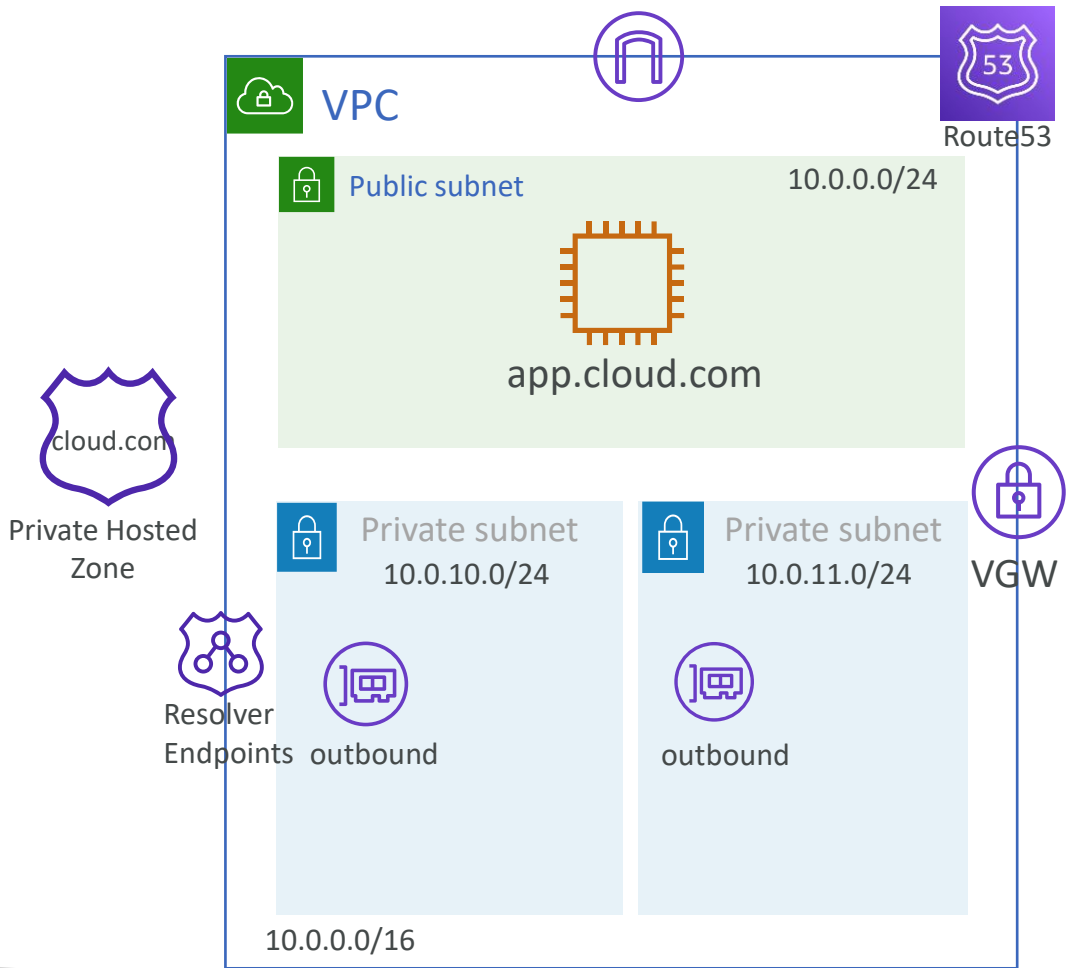 53
Route53
VPC
Public subnet
10.0.0.0/24
app.cloud.com
cloud.com
Private Hosted
Zone
Private subnet
10.0.10.0/24
Private subnet
10.0.11.0/24
VGW
Resolver
Endpoints
outbound
outbound
10.0.0.0/16